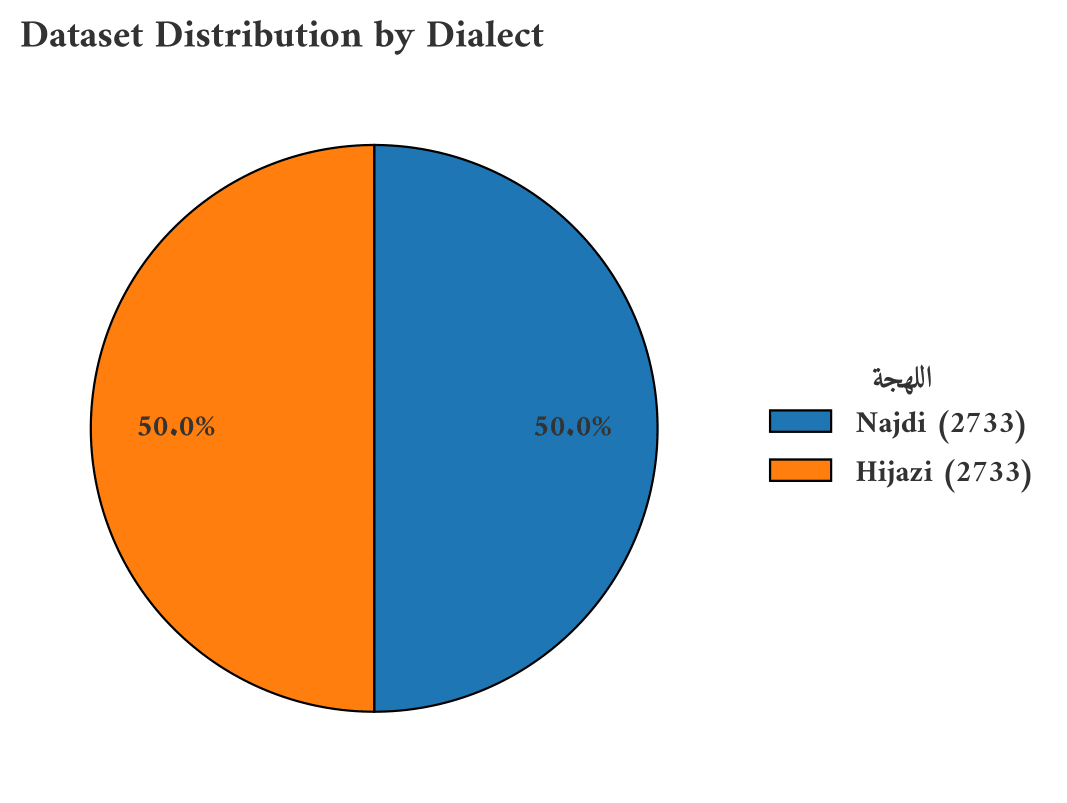 Dataset Distribution by Dialect
50.0%
50.0%
اللهجة
Najdi (2733)
Hijazi (2733)